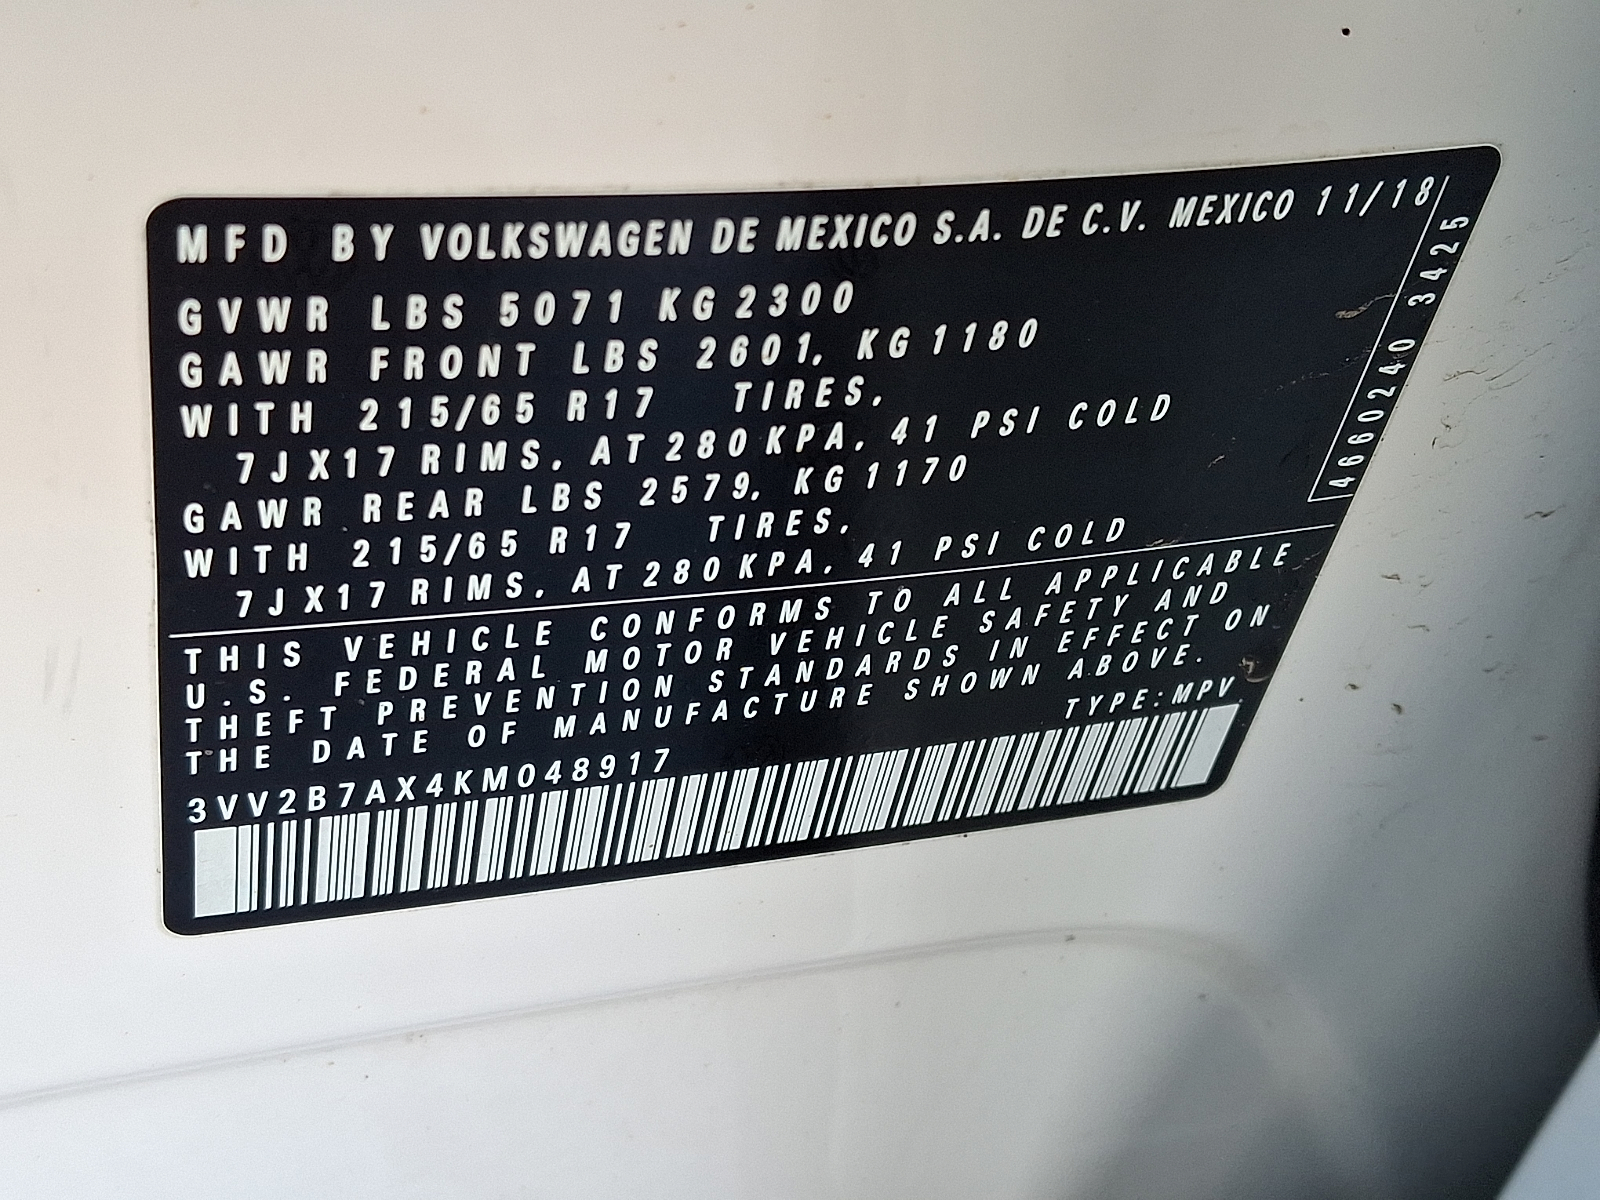 MFD BY VOLKSWAGEN DE MEXICO S.A. DE C.V. MEXICO 11/18
GVWR LBS 5071 KG 2300
GAWR FRONT LBS 2601. KG 1180
WITH 215/65 R17 TIRES.
7JX17 RIMS. AT 280 KPA. 41 PSI COLD
GAWR REAR LBS 2579. KG 1170
WITH 215/65 R17 TIRES.
7JX17 RIMS. AT 280 KPA. 41 PSI COLD
4660240 3425
THIS VEHICLE CONFORMS TO ALL APPLICABLE
U.S. FEDERAL MOTOR VEHICLE SAFETY AND
THEFT PREVENTION STANDARDS IN EFFECT ON
THE DATE OF MANUFACTURE SHOWN ABOVE.
3VV2B7AX4KM048917 TYPE: MPV